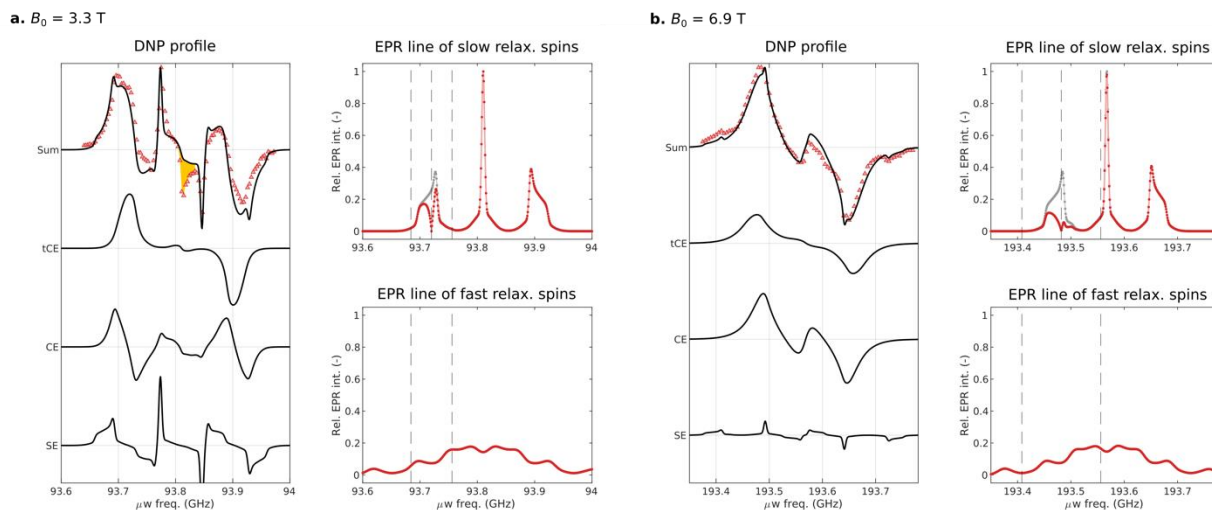 a. B₀ = 3.3 T
DNP profile
Sum
tCE
CE
SE
93.6 93.7 93.8 93.9 94
μw freq. (GHz)
EPR line of slow relax. spins
Rel. EPR int. (-)
1
0.8
0.6
0.4
0.2
0
93.6 93.7 93.8 93.9 94
EPR line of fast relax. spins
Rel. EPR int. (-)
1
0.8
0.6
0.4
0.2
0
93.6 93.7 93.8 93.9 94
μw freq. (GHz)
b. B₀ = 6.9 T
DNP profile
Sum
tCE
CE
SE
193.4 193.5 193.6 193.7
μw freq. (GHz)
EPR line of slow relax. spins
Rel. EPR int. (-)
1
0.8
0.6
0.4
0.2
0
193.4 193.5 193.6 193.7
EPR line of fast relax. spins
Rel. EPR int. (-)
1
0.8
0.6
0.4
0.2
0
193.4 193.5 193.6 193.7
μw freq. (GHz)